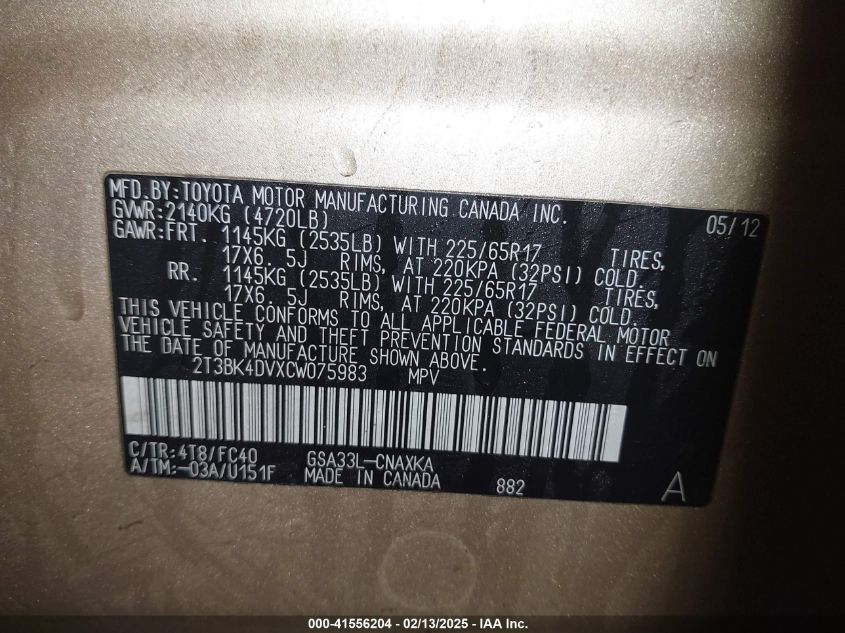 MFD.BY:TOYOTA MOTOR MANUFACTURING CANADA INC. 05/12
GVWR:2140KG (4720LB)
GAWR:FRT. 1145KG (2535LB) WITH 225/65R17 TIRES,
17X6. 5J RIMS, AT 220KPA (32PSI) COLD.
RR. 1145KG (2535LB) WITH 225/65R17 TIRES,
17X6. 5J RIMS, AT 220KPA (32PSI) COLD.
THIS VEHICLE CONFORMS TO ALL APPLICABLE FEDERAL MOTOR
VEHICLE SAFETY AND THEFT PREVENTION STANDARDS IN EFFECT ON
THE DATE OF MANUFACTURE SHOWN ABOVE.
2T3BK4DVXCW075983 MPV
C/TR:4T8/FC40 GSA33L-CNAXKA
A/TM:-03A/U151F MADE IN CANADA 882 A
000-41556204 - 02/13/2025 - IAA Inc.